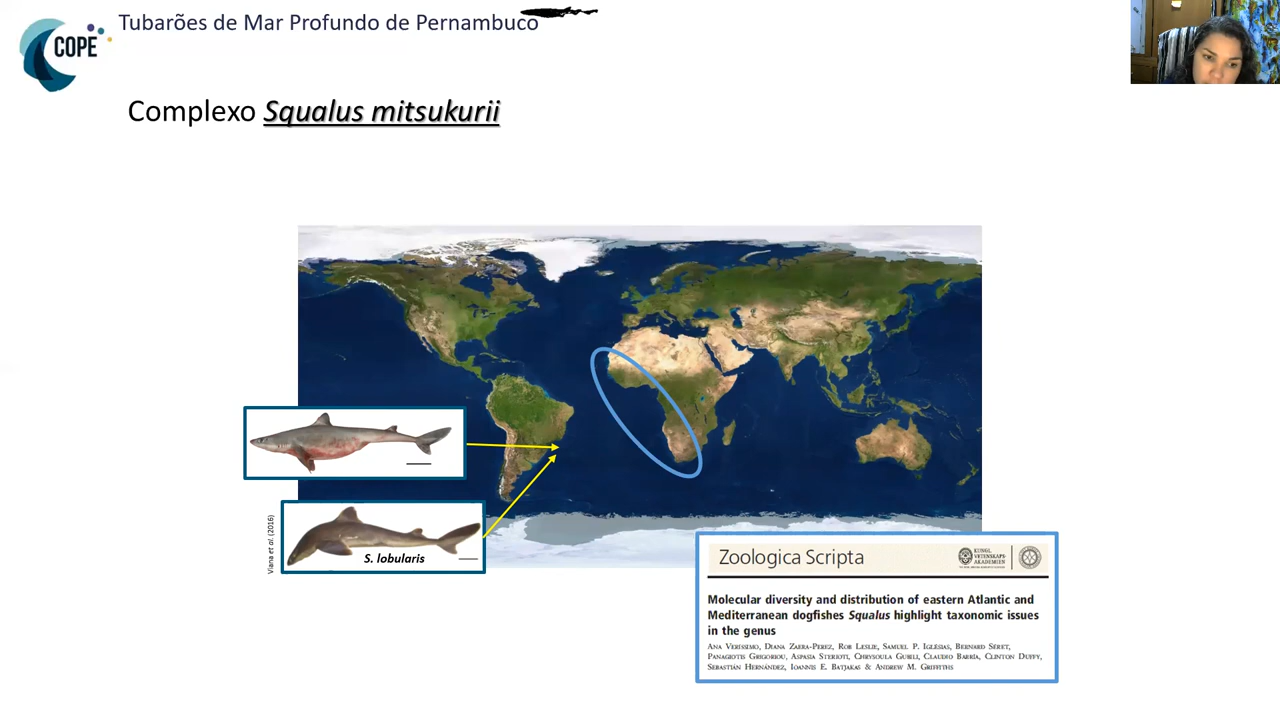 Tubarões de Mar Profundo de Pernambuco
COPE
Complexo Squalus mitsukurii
S. lobularis
Viana et al. (2016)
Zoologica Scripta
KUNGL.
VETENSKAPS-
AKADEMIEN
Molecular diversity and distribution of eastern Atlantic and
Mediterranean dogfishes Squalus highlight taxonomic issues
in the genus
ANA VERÍSSIMO, DIANA ZAERA-PEREZ, ROB LESLIE, SAMUEL P. IGLÉSIAS, BERNARD SÉRET,
PANAGIOTIS GRIGORIOU, ASPASIA STERIOTI, CHRYSOULA GUBILI, CLAUDIO BARRÍA, CLINTON DUFFY,
SEBASTIÁN HERNÁNDEZ, IOANNIS E. BATJAKAS & ANDREW M. GRIFFITHS